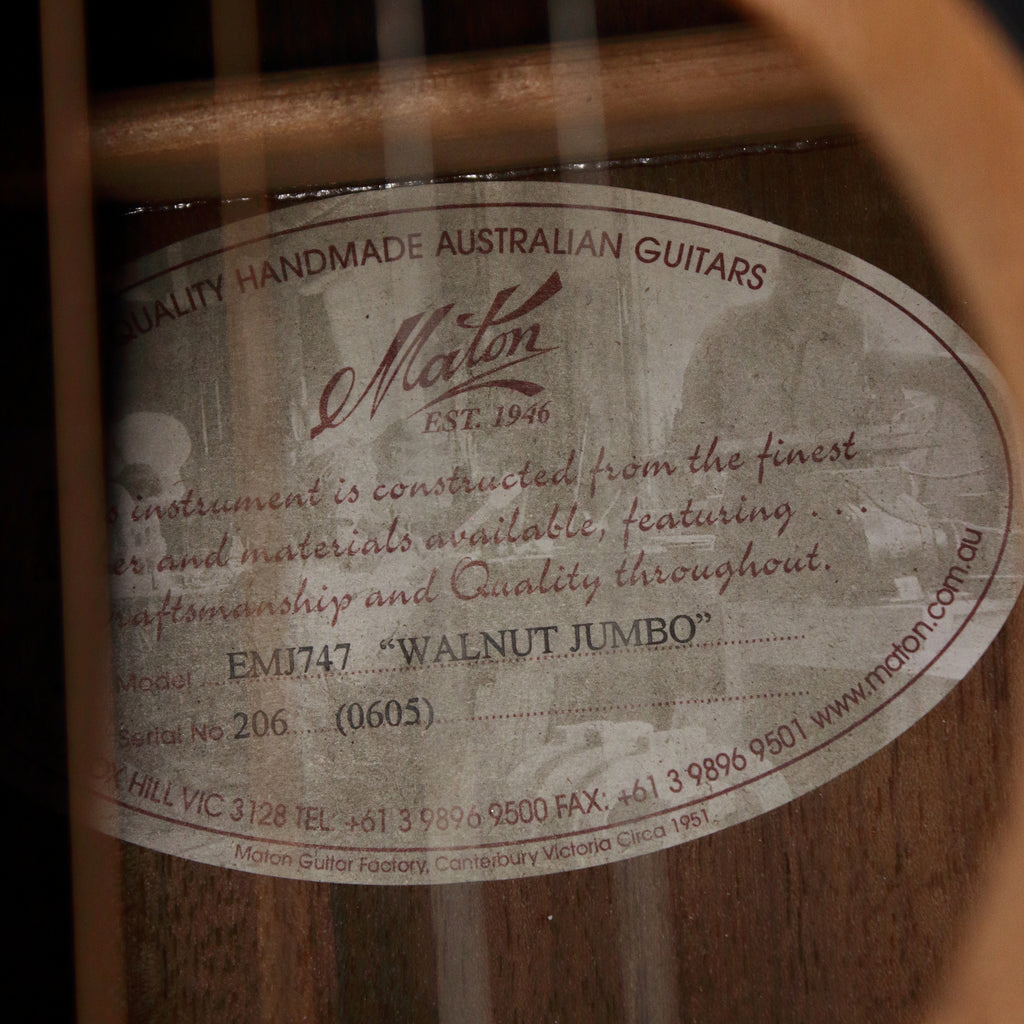 QUALITY HANDMADE AUSTRALIAN GUITARS
Maton
EST. 1946
instrument is constructed from the finest
and materials available, featuring . . .
and Quality throughout.
Model EMJ747 “WALNUT JUMBO”
Serial No 206 (0605)
HILL VIC 3128 TEL: +61 3 9896 9500 FAX: +61 3 9896 9501 www.maton.com.au
Maton Guitar Factory, Canterbury Victoria Circa 1951.